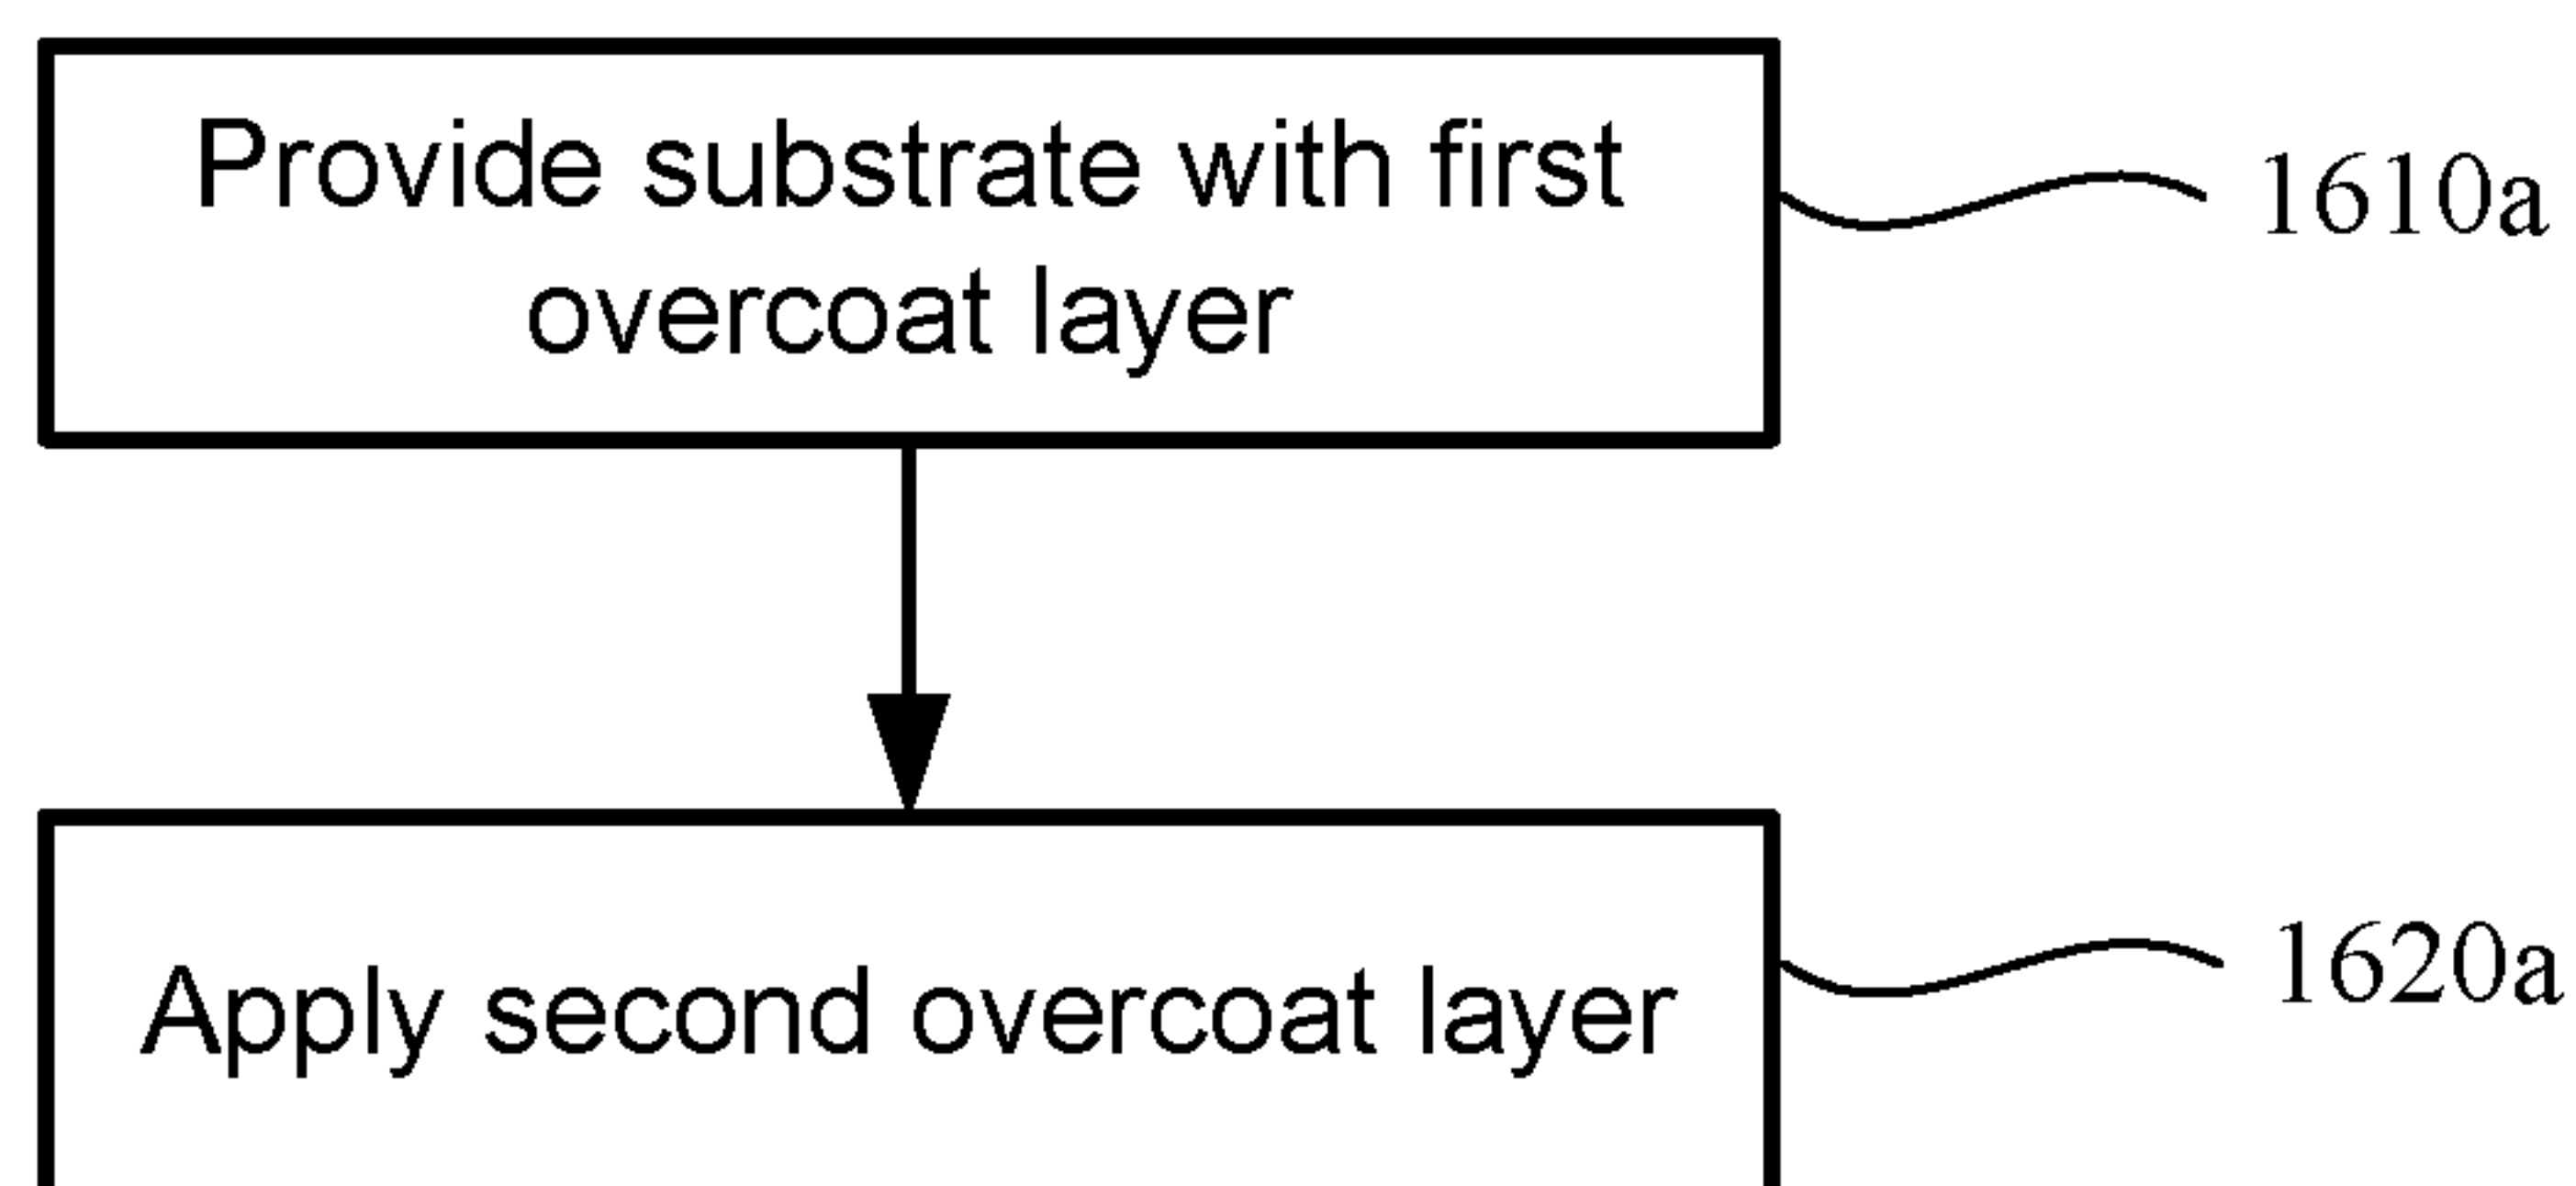 Provide substrate with first
overcoat layer
1610a
Apply second overcoat layer
1620a